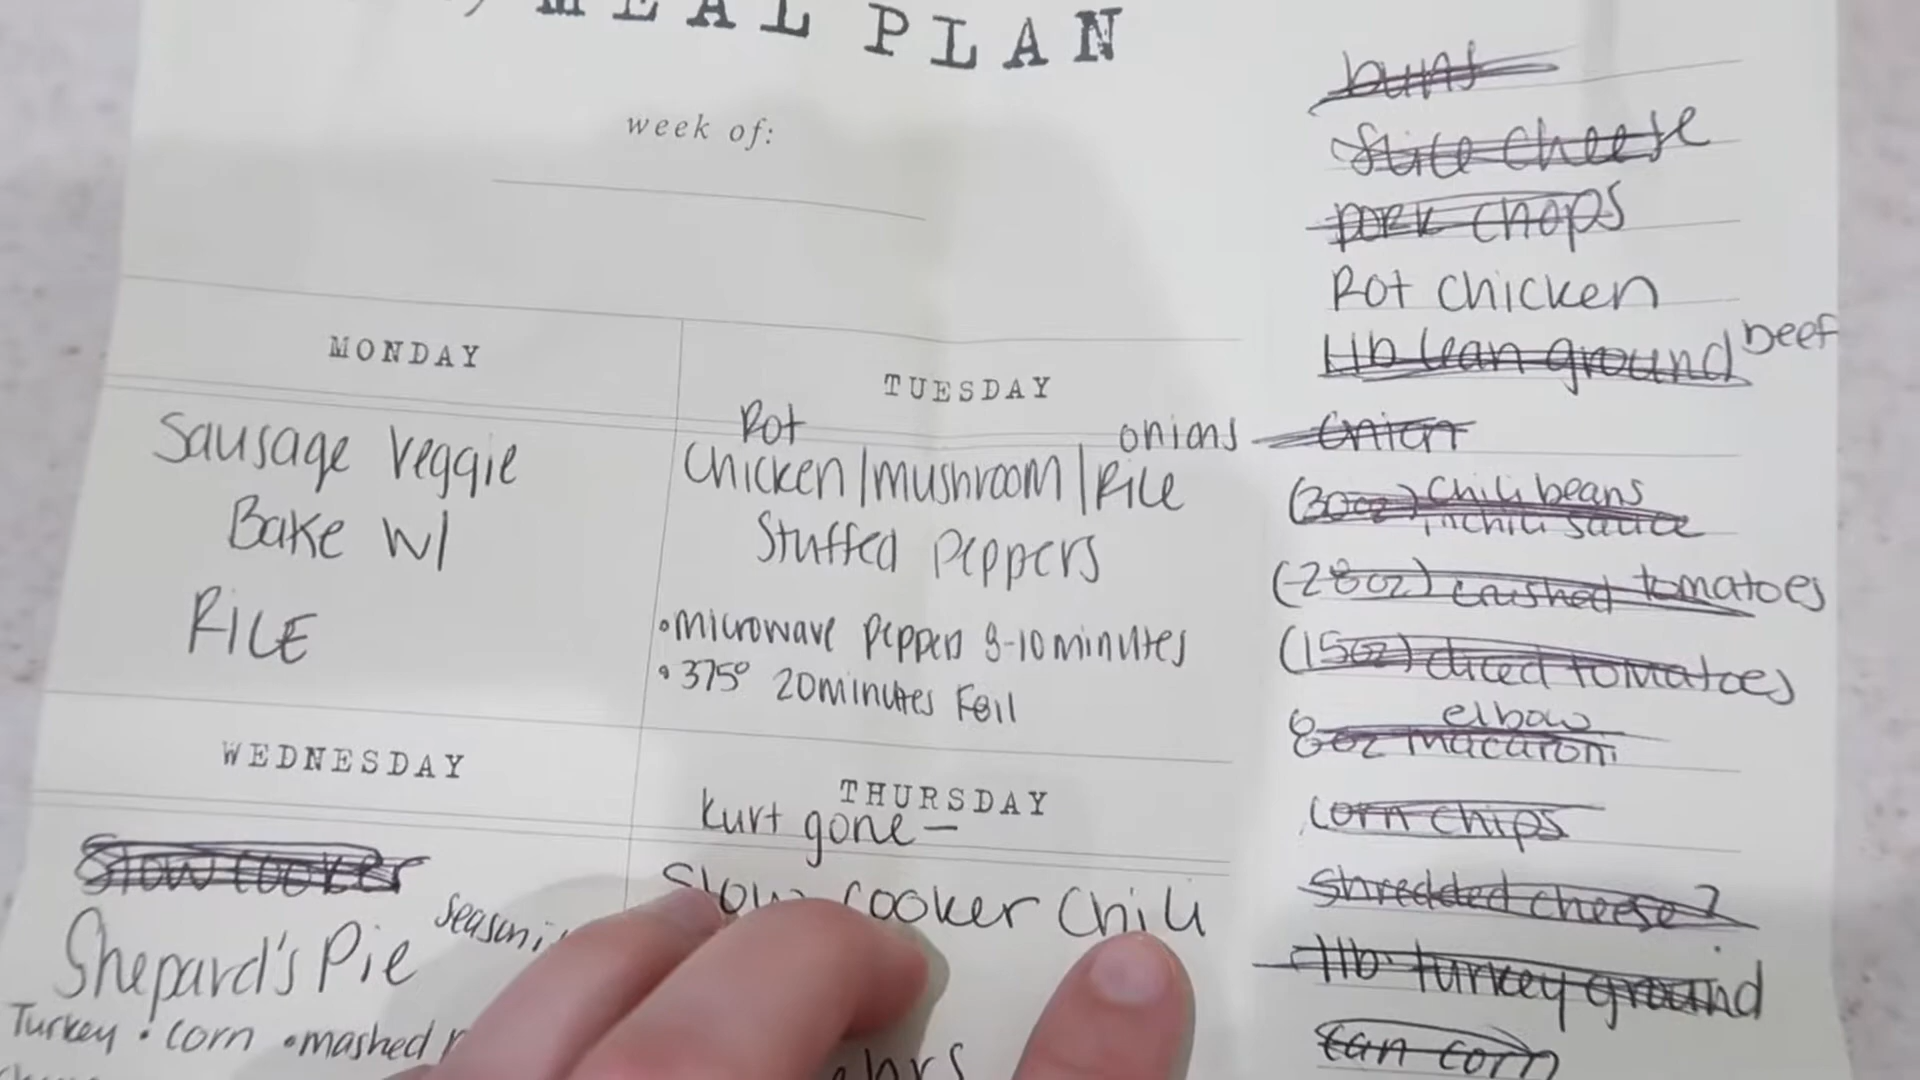 MEAL PLAN
week of:
MONDAY
Sausage Veggie
Bake w/
RICE
TUESDAY
Rot onions
Chicken/mushroom/Rice
Stuffed peppers
•microwave peppers 8-10 minutes
•375° 20minutes Foil
WEDNESDAY
Slow cooker
Shepard's Pie
Turkey • corn • mashed
THURSDAY
Kurt gone —
Slow cooker Chili
hrs
buns
Slice cheese
pork chops
Rot chicken
1lb lean ground beef
onion
(30oz) chili beans
in chili sauce
(28oz) crushed tomatoes
(15oz) diced tomatoes
elbow
8oz macaroni
corn chips
shredded cheese?
1lb turkey ground
can corn